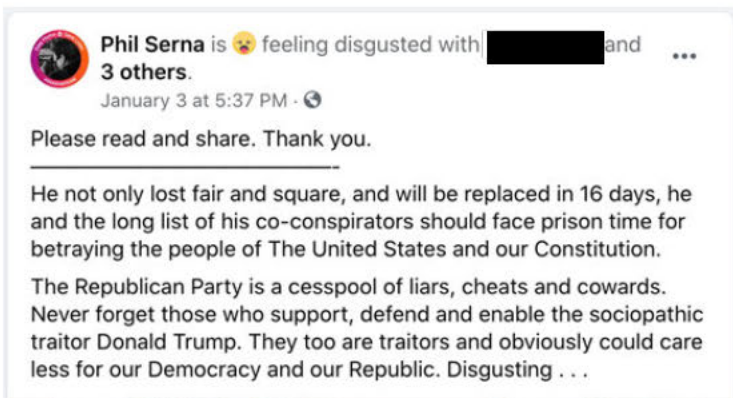 Phil Serna is 😛 feeling disgusted with and
3 others.
January 3 at 5:37 PM ·
Please read and share. Thank you.
He not only lost fair and square, and will be replaced in 16 days, he
and the long list of his co-conspirators should face prison time for
betraying the people of The United States and our Constitution.
The Republican Party is a cesspool of liars, cheats and cowards.
Never forget those who support, defend and enable the sociopathic
traitor Donald Trump. They too are traitors and obviously could care
less for our Democracy and our Republic. Disgusting . . .